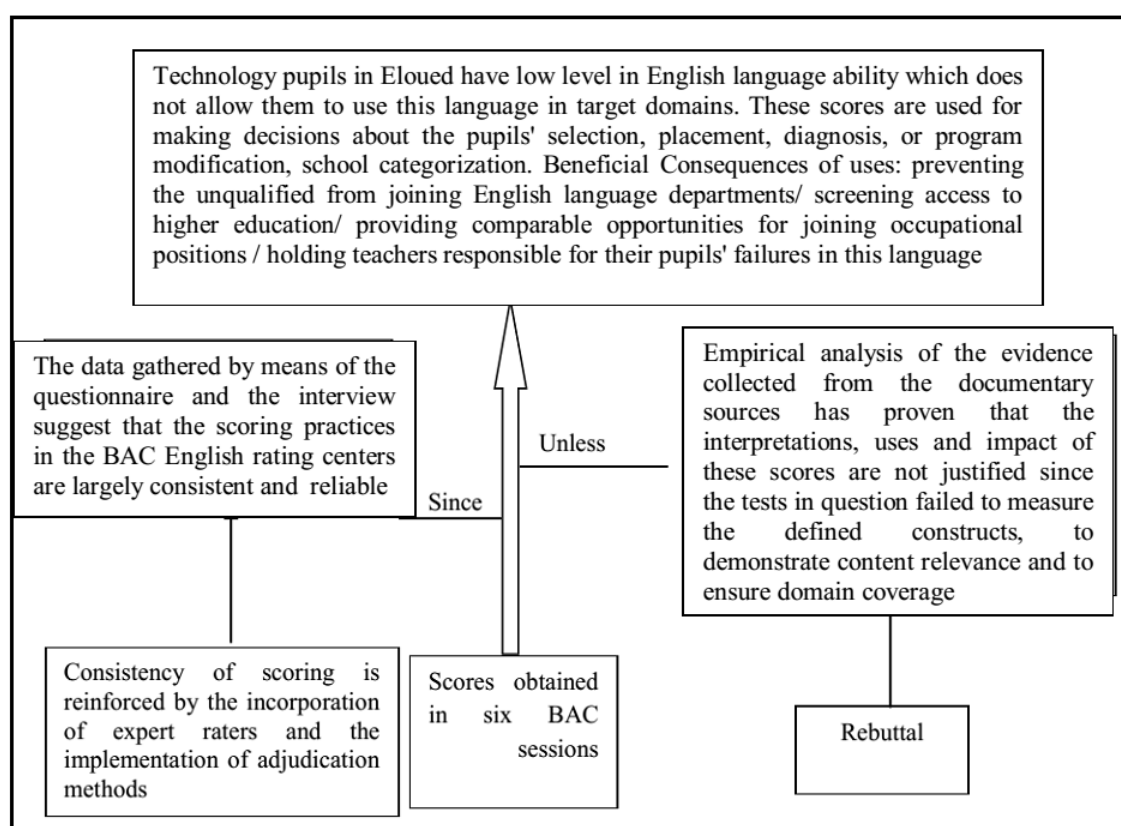 Technology pupils in Eloued have low level in English language ability which does
not allow them to use this language in target domains. These scores are used for
making decisions about the pupils' selection, placement, diagnosis, or program
modification, school categorization. Beneficial Consequences of uses: preventing
the unqualified from joining English language departments/ screening access to
higher education/ providing comparable opportunities for joining occupational
positions / holding teachers responsible for their pupils' failures in this language
The data gathered by means of the
questionnaire and the interview
suggest that the scoring practices
in the BAC English rating centers
are largely consistent and reliable
Since
Unless
Empirical analysis of the evidence
collected from the documentary
sources has proven that the
interpretations, uses and impact of
these scores are not justified since
the tests in question failed to measure
the defined constructs, to
demonstrate content relevance and to
ensure domain coverage
Consistency of scoring is
reinforced by the incorporation
of expert raters and the
implementation of adjudication
methods
Scores obtained
in six BAC
sessions
Rebuttal